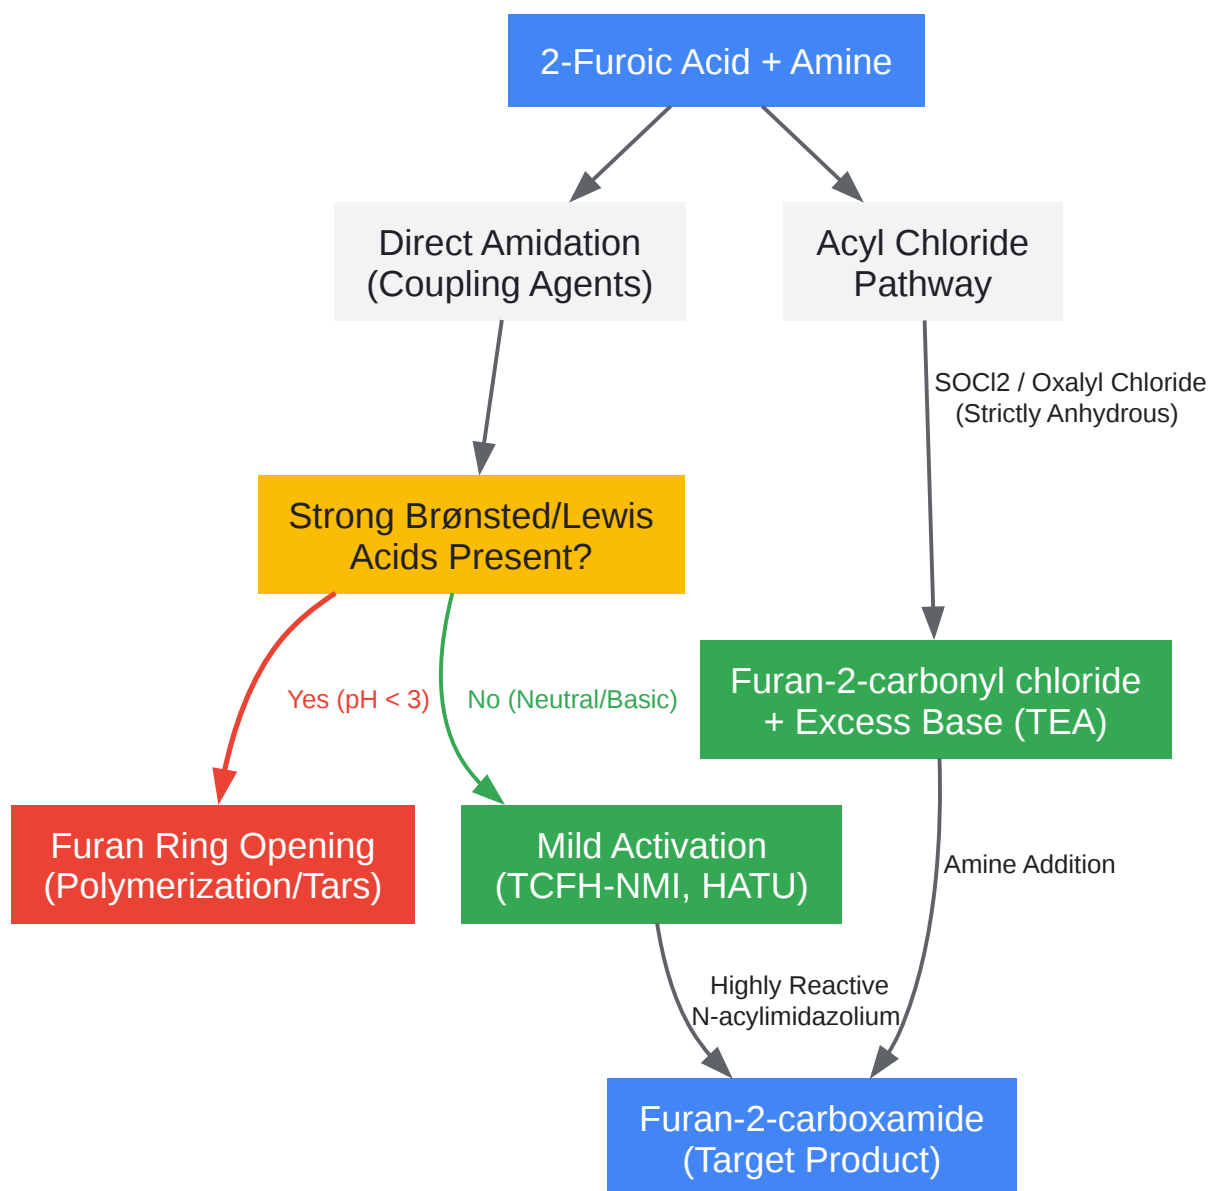 2-Furoic Acid + Amine
Direct Amidation
(Coupling Agents)
Acyl Chloride
Pathway
SOCl2 / Oxalyl Chloride
(Strictly Anhydrous)
Strong Brønsted/Lewis
Acids Present?
Yes (pH < 3)
No (Neutral/Basic)
Furan-2-carbonyl chloride
+ Excess Base (TEA)
Furan Ring Opening
(Polymerization/Tars)
Mild Activation
(TCFH-NMI, HATU)
Amine Addition
Highly Reactive
N-acylimidazolium
Furan-2-carboxamide
(Target Product)